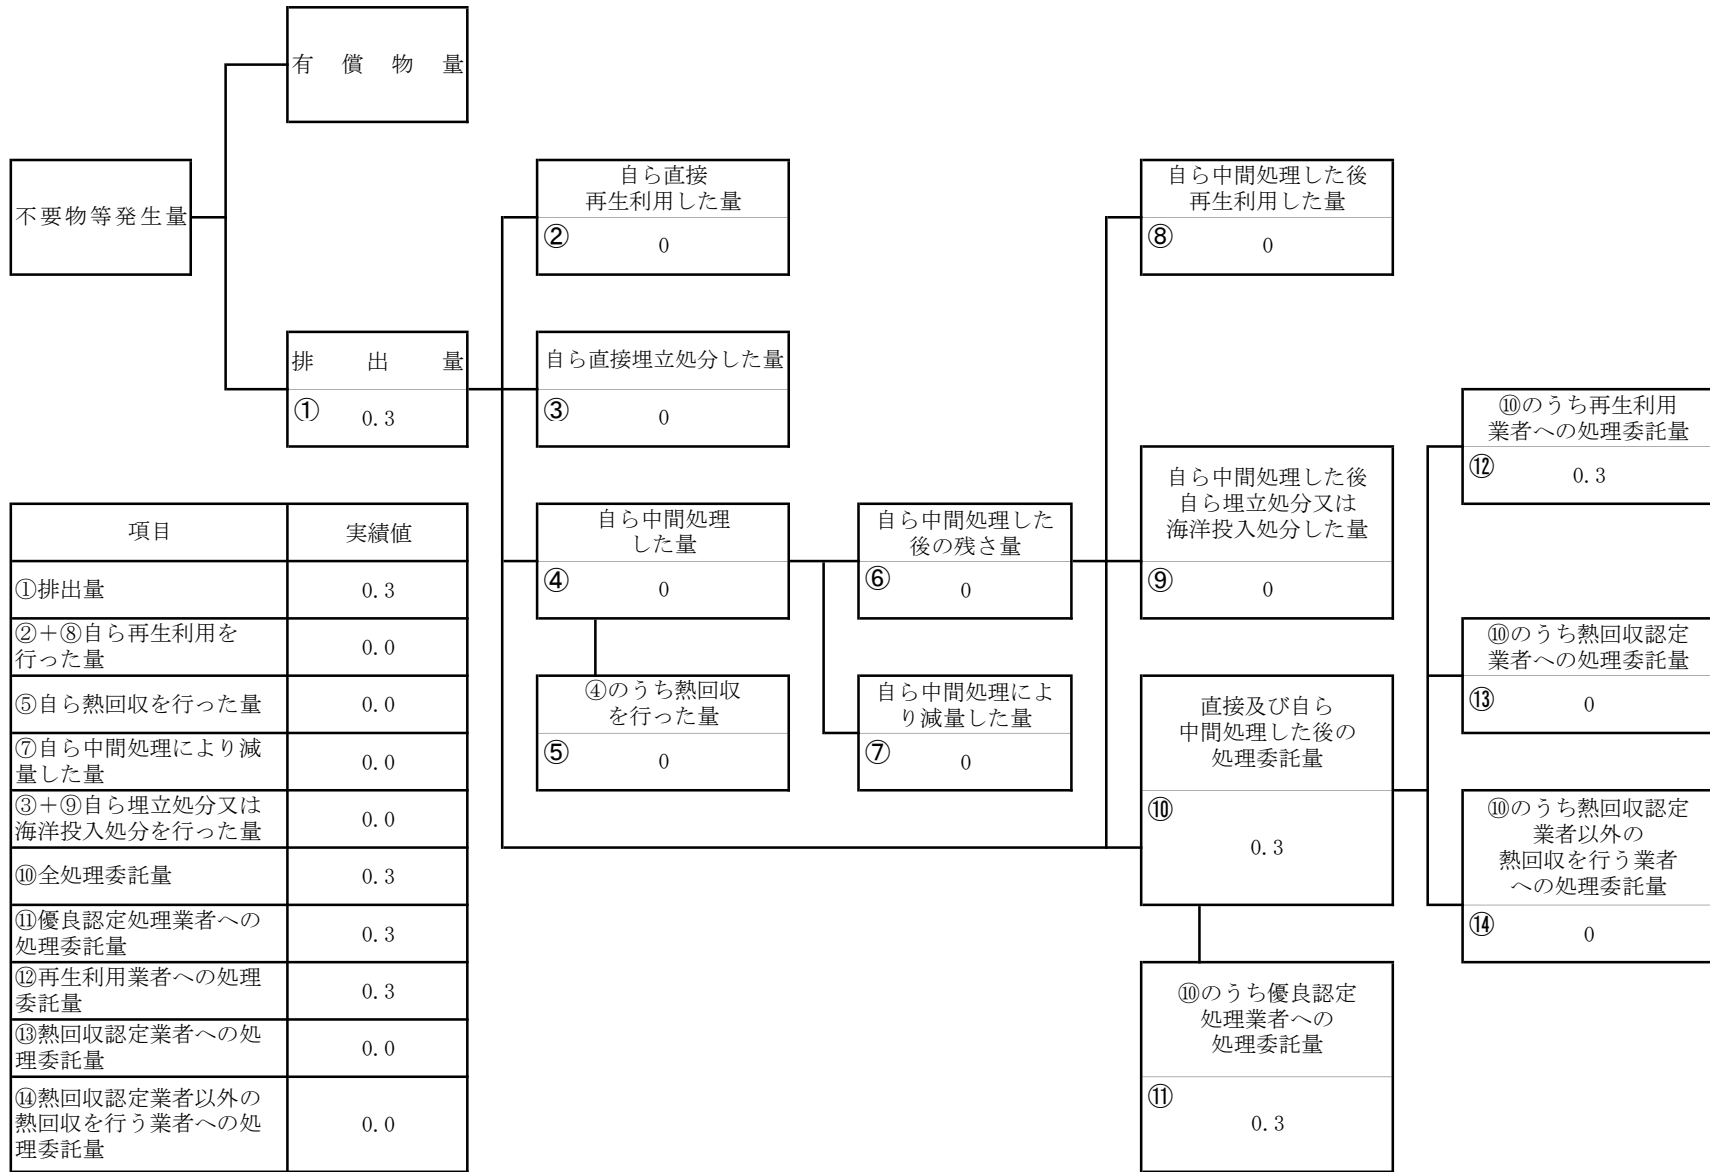 有償物量
不要物等発生量
排出量
①
0.3
自ら直接
再生利用した量
②
0
自ら直接埋立処分した量
③
0
自ら中間処理
した量
④
0
④のうち熱回収
を行った量
⑤
0
自ら中間処理した
後の残さ量
⑥
0
自ら中間処理によ
り減量した量
⑦
0
自ら中間処理した後
再生利用した量
⑧
0
自ら中間処理した後
自ら埋立処分又は
海洋投入処分した量
⑨
0
直接及び自ら
中間処理した後の
処理委託量
⑩
0.3
⑩のうち優良認定
処理業者への
処理委託量
⑪
0.3
⑩のうち再生利用
業者への処理委託量
⑫
0.3
⑩のうち熱回収認定
業者への処理委託量
⑬
0
⑩のうち熱回収認定
業者以外の
熱回収を行う業者
への処理委託量
⑭
0
項目 実績値
①排出量 0.3
②+⑧自ら再生利用を
行った量 0.0
⑤自ら熱回収を行った量 0.0
⑦自ら中間処理により減
量した量 0.0
③+⑨自ら埋立処分又は
海洋投入処分を行った量 0.0
⑩全処理委託量 0.3
⑪優良認定処理業者への
処理委託量 0.3
⑫再生利用業者への処理
委託量 0.3
⑬熱回収認定業者への処
理委託量 0.0
⑭熱回収認定業者以外の
熱回収を行う業者への処
理委託量 0.0